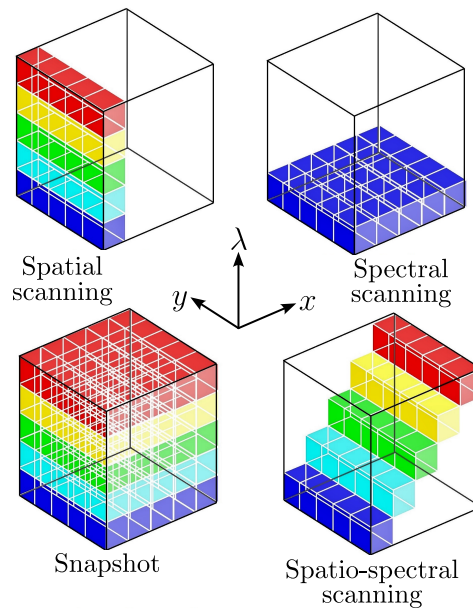 Spatial
scanning
Spectral
scanning
λ
y
x
Snapshot
Spatio-spectral
scanning